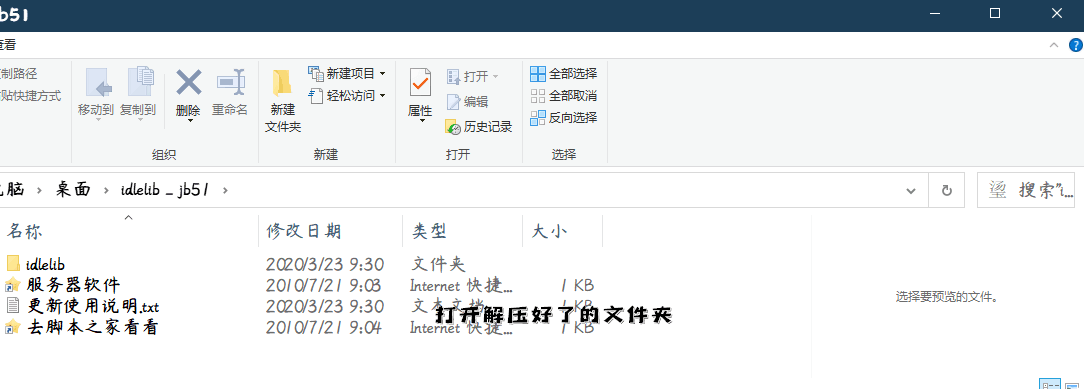 b51
查看
制路径
贴快捷方式
移动到
复制到
删除
重命名
组织
新建
文件夹
新建项目
轻松访问
新建
属性
打开
编辑
历史记录
打开
全部选择
全部取消
反向选择
选择
脑 › 桌面 › idlelib _ jb51 ›
搜索"i...
名称 修改日期 类型 大小
idlelib 2020/3/23 9:30 文件夹
服务器软件 2010/7/21 9:03 Internet 快捷... 1 KB
更新使用说明.txt 2020/3/23 9:30 文本文档 1 KB
去脚本之家看看 2010/7/21 9:04 Internet 快捷... 1 KB
打开解压好了的文件夹
选择要预览的文件。